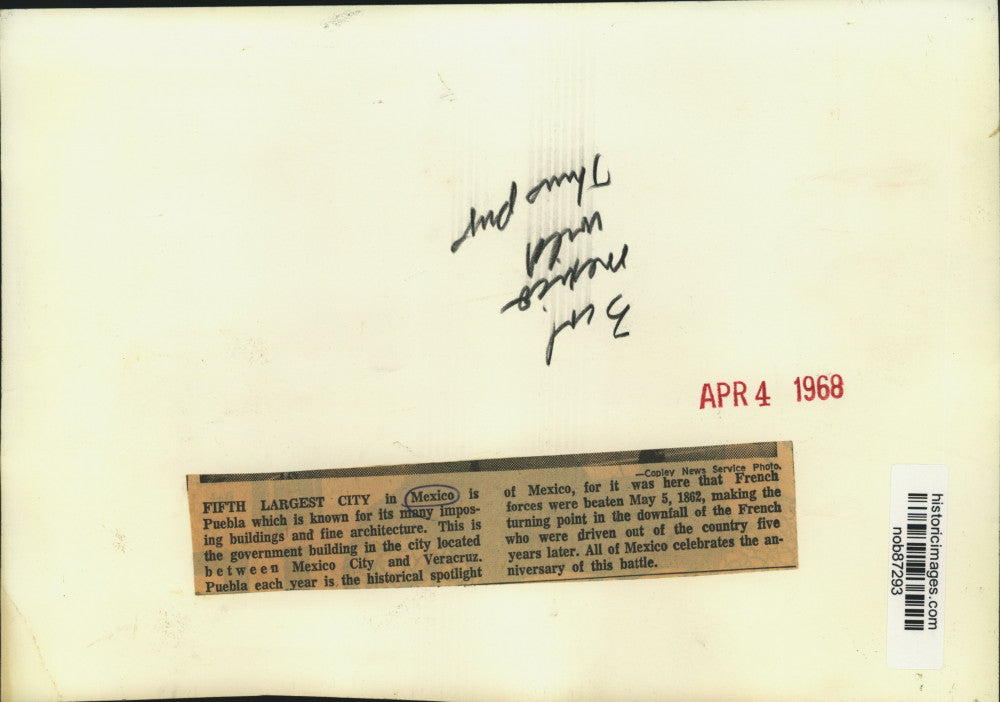 3 col
mexico
wild
APR 4 1968
—Copley News Service Photo.
FIFTH LARGEST CITY in Mexico is
Puebla which is known for its many impos-
ing buildings and fine architecture. This is
the government building in the city located
between Mexico City and Veracruz.
Puebla each year is the historical spotlight
of Mexico, for it was here that French
forces were beaten May 5, 1862, making the
turning point in the downfall of the French
who were driven out of the country five
years later. All of Mexico celebrates the an-
niversary of this battle.
historicimages.com
nob87293